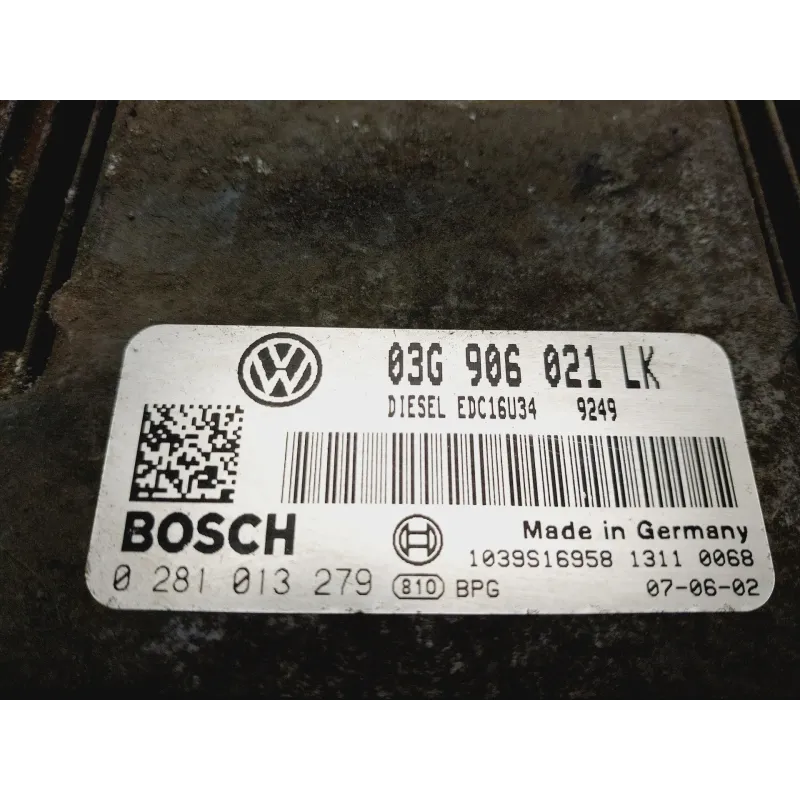 03G 906 021 LK
DIESEL EDC16U34 9249
BOSCH
Made in Germany
1039S16958 1311 0068
0 281 013 279 810 BPG 07-06-02